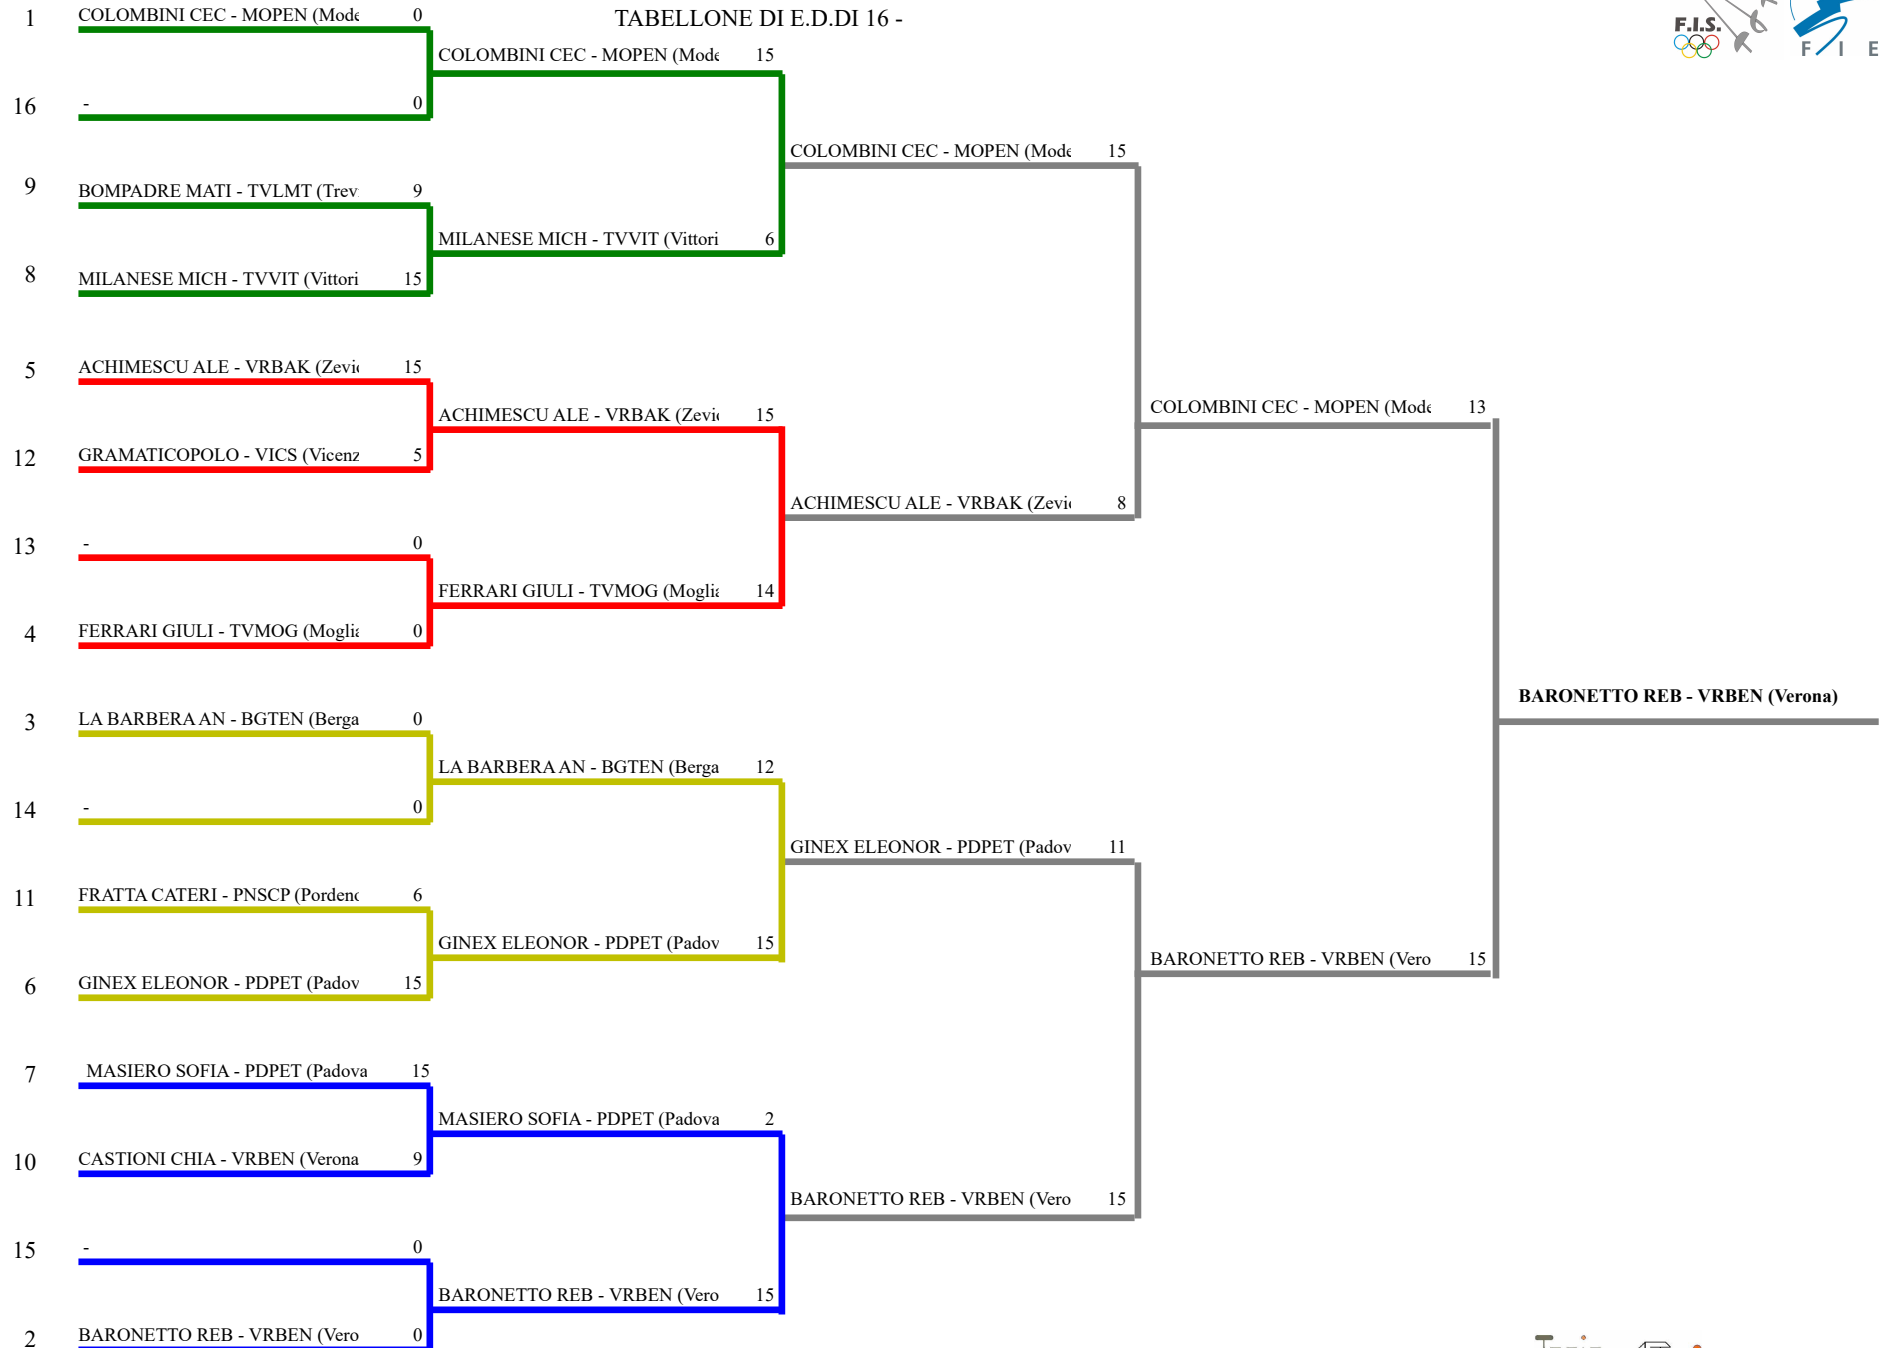 TABELLONE DI E.D.DI 16 -
F.I.S.
F I E
1 COLOMBINI CEC - MOPEN (Mode 0
COLOMBINI CEC - MOPEN (Mode 15
16 - 0
COLOMBINI CEC - MOPEN (Mode 15
9 BOMPADRE MATI - TVLMT (Trev 9
MILANESE MICH - TVVIT (Vittori 6
8 MILANESE MICH - TVVIT (Vittori 15
5 ACHIMESCU ALE - VRBAK (Zevi 15
COLOMBINI CEC - MOPEN (Mode 13
ACHIMESCU ALE - VRBAK (Zevi 15
12 GRAMATICOPOLO - VICS (Vicenz 5
ACHIMESCU ALE - VRBAK (Zevi 8
13 - 0
FERRARI GIULI - TVMOG (Moglia 14
4 FERRARI GIULI - TVMOG (Moglia 0
BARONETTO REB - VRBEN (Verona)
3 LA BARBERA AN - BGTEN (Berga 0
LA BARBERA AN - BGTEN (Berga 12
14 - 0
GINEX ELEONOR - PDPET (Padov 11
11 FRATTA CATERI - PNSCP (Pordeno 6
GINEX ELEONOR - PDPET (Padov 15
BARONETTO REB - VRBEN (Vero 15
6 GINEX ELEONOR - PDPET (Padov 15
7 MASIERO SOFIA - PDPET (Padova 15
MASIERO SOFIA - PDPET (Padova 2
10 CASTIONI CHIA - VRBEN (Verona 9
BARONETTO REB - VRBEN (Vero 15
15 - 0
BARONETTO REB - VRBEN (Vero 15
2 BARONETTO REB - VRBEN (Vero 0